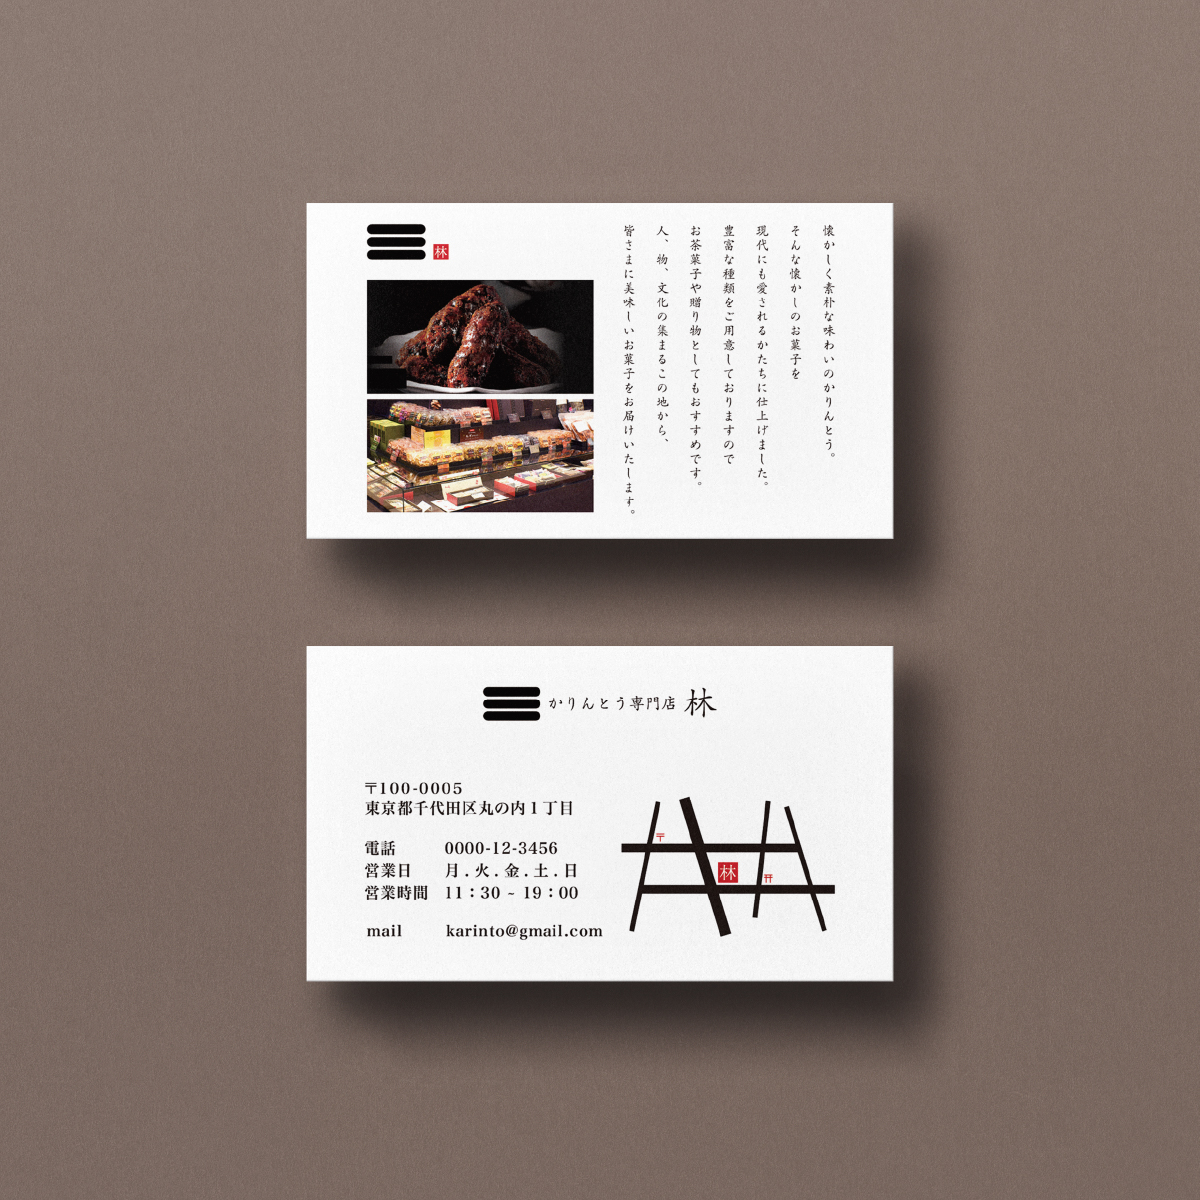 林
懐かしく素朴な味わいのかりんとう。
そんな懐かしのお菓子を
現代にも愛されるかたちに仕上げました。
豊富な種類をご用意しておりますので
お茶菓子や贈り物としてもおすすめです。
人、物、文化の集まるこの地から、
皆さまに美味しいお菓子をお届けいたします。
かりんとう専門店 林
〒100-0005
東京都千代田区丸の内1丁目
電話 0000-12-3456
営業日 月.火.金.土.日
営業時間 11:30 ~ 19:00
mail karinto@gmail.com
〒
林